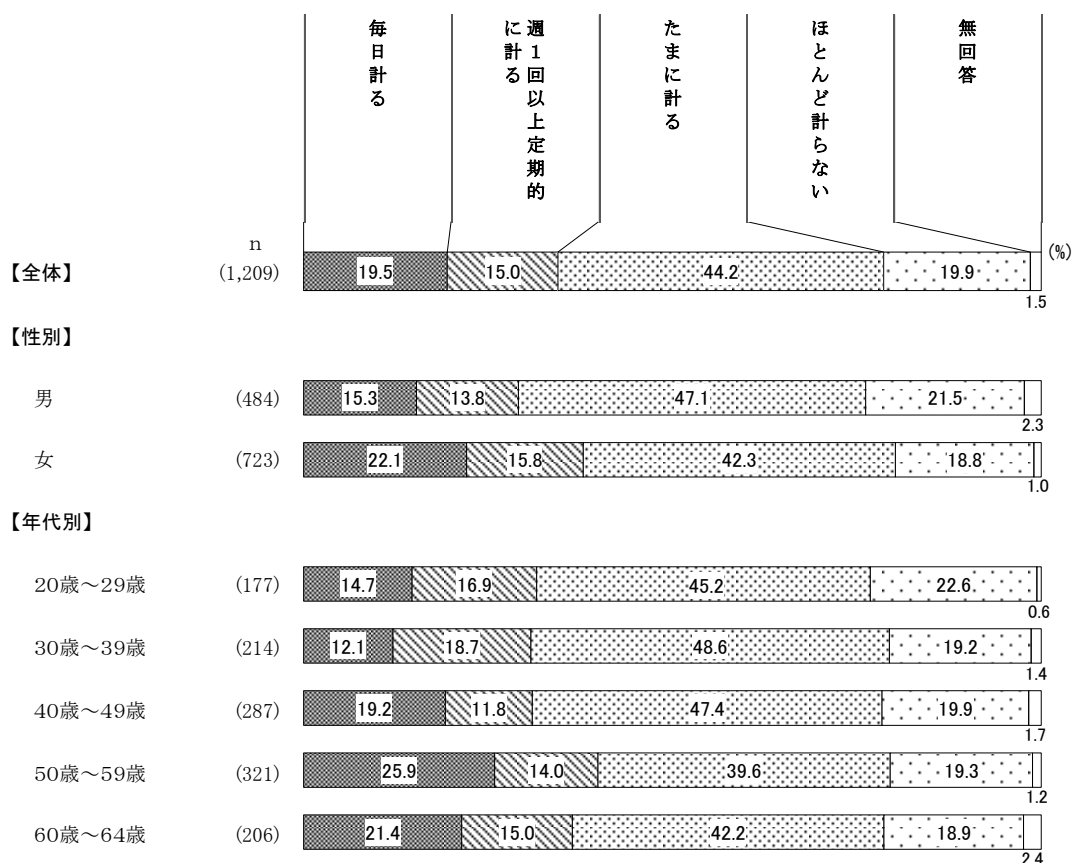 毎日計る
週１回以上定期的
に計る
たまに計る
ほとんど計らない
無回答
n
(%)
【全体】 (1,209) 19.5 15.0 44.2 19.9
1.5
【性別】
男 (484) 15.3 13.8 47.1 21.5
2.3
女 (723) 22.1 15.8 42.3 18.8
1.0
【年代別】
20歳～29歳 (177) 14.7 16.9 45.2 22.6
0.6
30歳～39歳 (214) 12.1 18.7 48.6 19.2
1.4
40歳～49歳 (287) 19.2 11.8 47.4 19.9
1.7
50歳～59歳 (321) 25.9 14.0 39.6 19.3
1.2
60歳～64歳 (206) 21.4 15.0 42.2 18.9
2.4